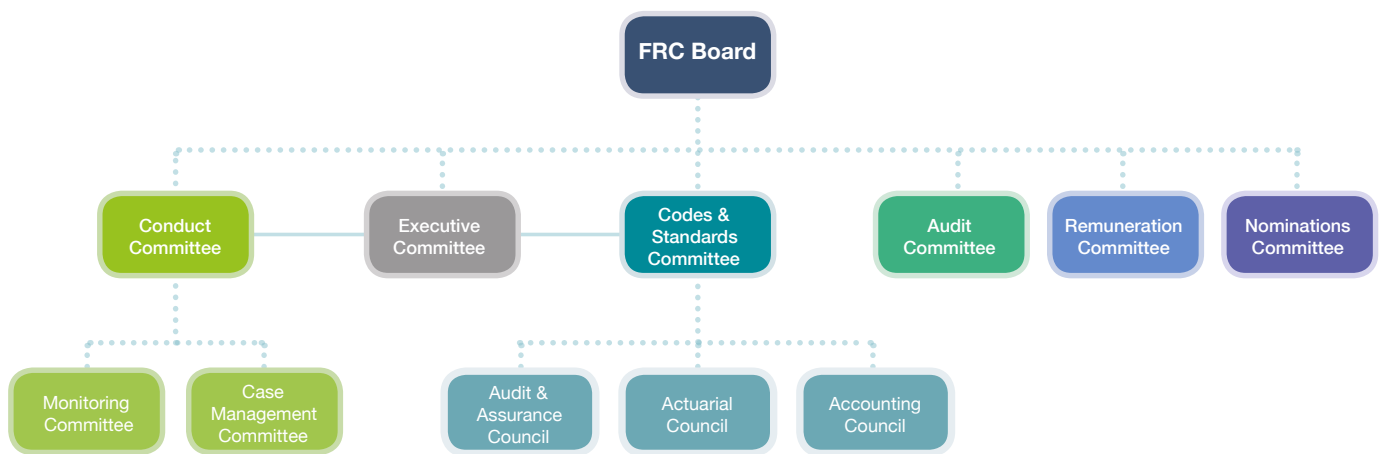 FRC Board
Conduct
Committee
Executive
Committee
Codes &
Standards
Committee
Audit
Committee
Remuneration
Committee
Nominations
Committee
Monitoring
Committee
Case
Management
Committee
Audit &
Assurance
Council
Actuarial
Council
Accounting
Council